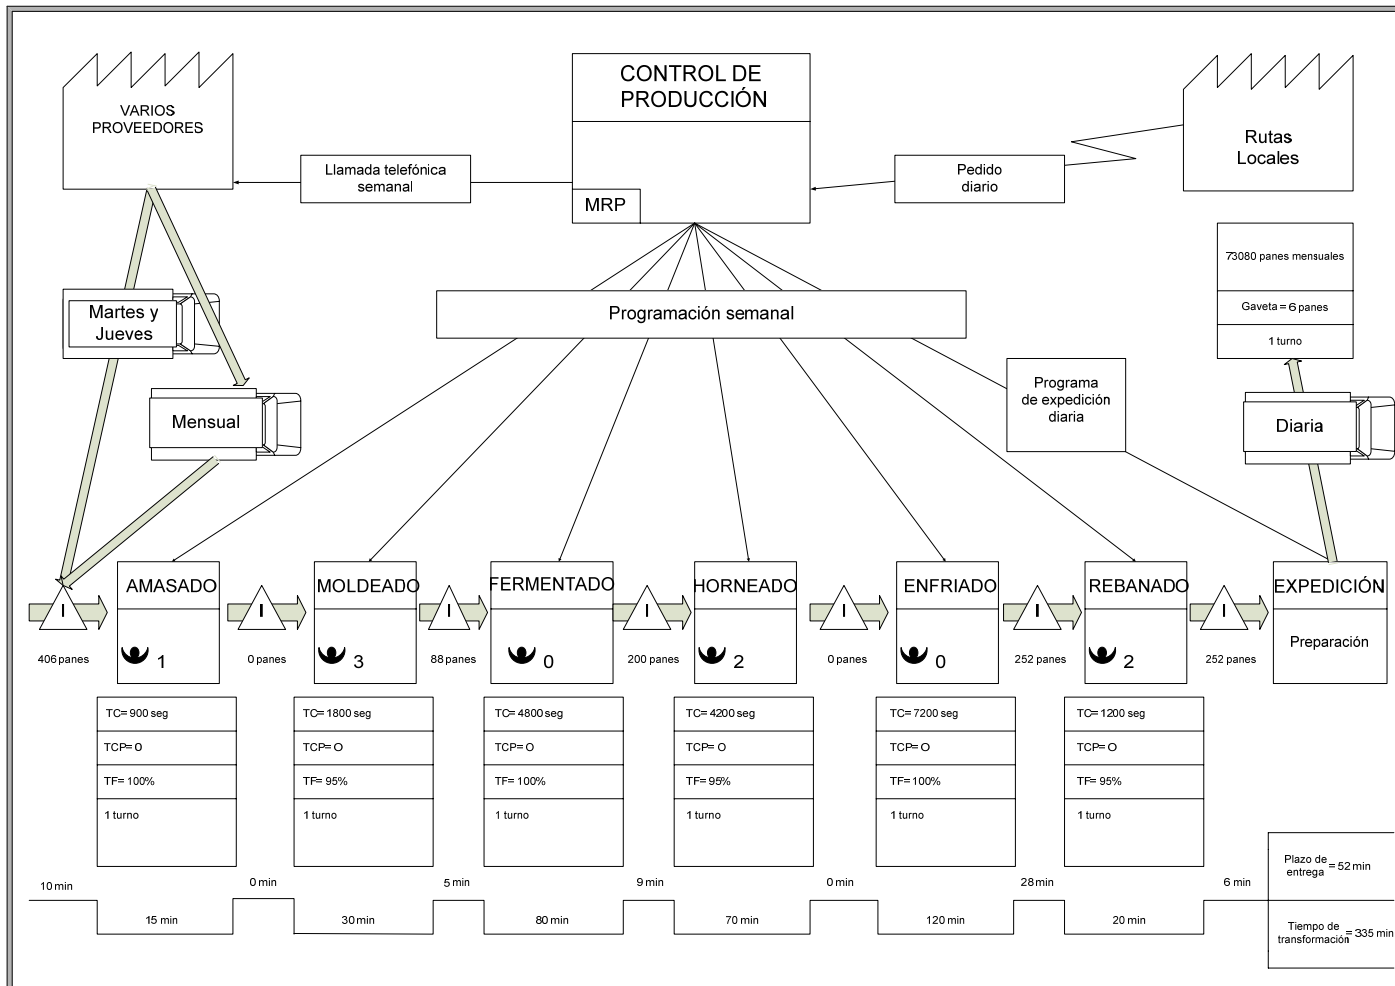 VARIOS
PROVEEDORES
Llamada telefónica
semanal
CONTROL DE
PRODUCCIÓN
MRP
Pedido
diario
Rutas
Locales
73080 panes mensuales
Gaveta = 6 panes
1 turno
Martes y
Jueves
Mensual
Programación semanal
Programa
de expedición
diaria
Diaria
AMASADO
MOLDEADO
FERMENTADO
HORNEADO
ENFRIADO
REBANADO
EXPEDICIÓN
I
I
I
I
I
I
I
406 panes
1
0 panes
3
88 panes
0
200 panes
2
0 panes
0
252 panes
2
252 panes
Preparación
TC= 900 seg
TCP= 0
TF= 100%
1 turno
TC= 1800 seg
TCP= O
TF= 95%
1 turno
TC= 4800 seg
TCP= O
TF= 100%
1 turno
TC= 4200 seg
TCP= O
TF= 95%
1 turno
TC= 7200 seg
TCP= O
TF= 100%
1 turno
TC= 1200 seg
TCP= O
TF= 95%
1 turno
10 min
0 min
5 min
9 min
0 min
28 min
6 min
15 min
30 min
80 min
70 min
120 min
20 min
Plazo de
entrega = 52 min
Tiempo de
transformación = 335 min